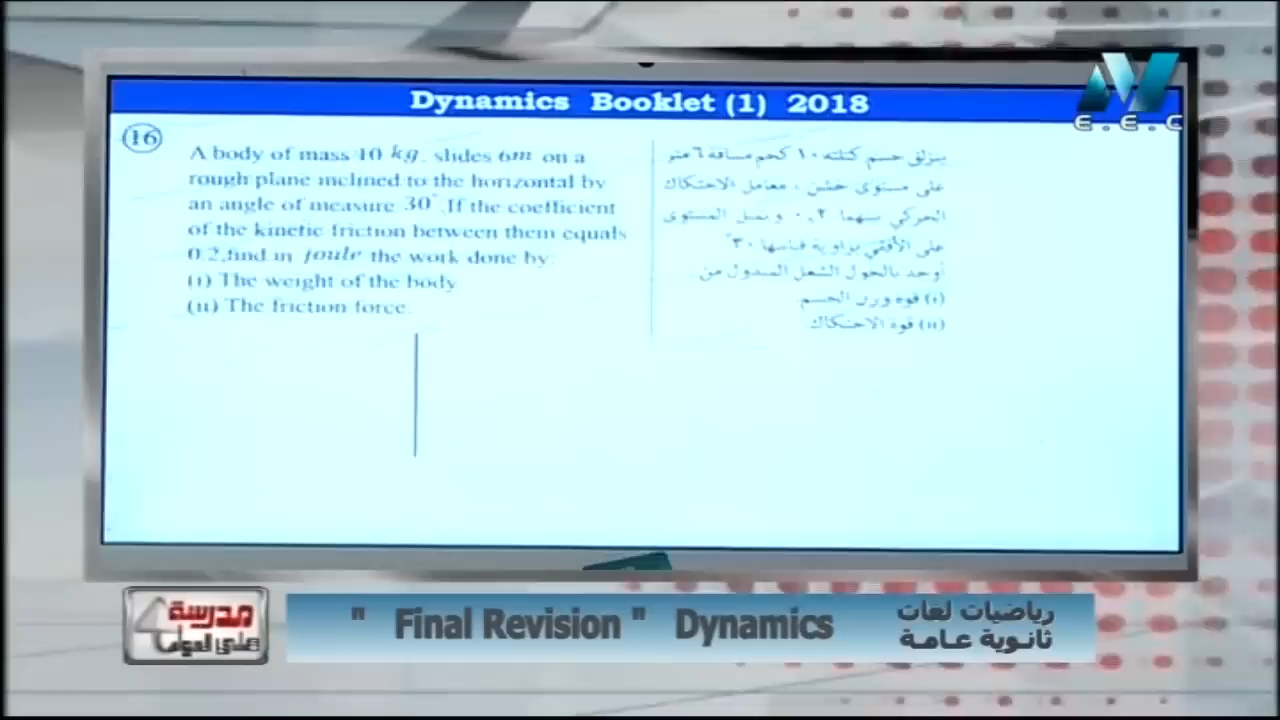 Dynamics Booklet (1) 2018
E.E.C
16
A body of mass 10 kg. slides 6m on a
rough plane inclined to the horizontal by
an angle of measure 30°.If the coefficient
of the kinetic friction between them equals
0.2,find in joule the work done by:
(i) The weight of the body
(ii) The friction force.
ينزلق جسم كتلته ١٠ كجم مسافة ٦ متر
على مستوى خشن ، معامل الاحتكاك
الحركي بينهما ٠,٢ ويميل المستوى
على الأفقي بزاوية قياسها ٣٠°
أوجد بالجول الشغل المبذول من
(i) قوة وزن الجسم
(ii) قوة الاحتكاك
مدرسة
على الهواء
" Final Revision " Dynamics
رياضيات لغات
ثانوية عامة